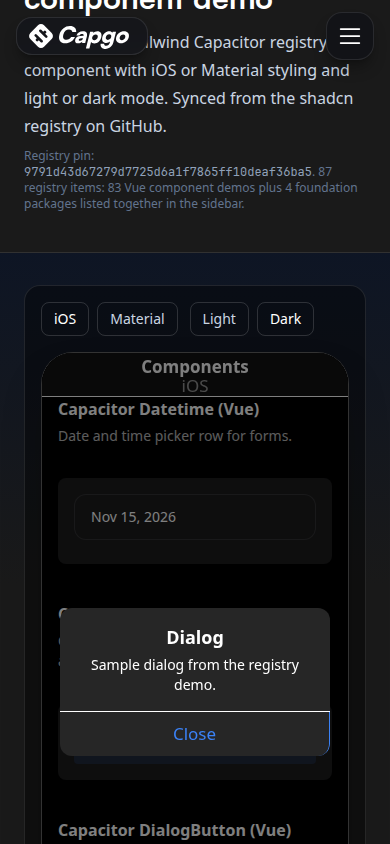 component demo
Capgo
ilwind Capacitor registry
component with iOS or Material styling and
light or dark mode. Synced from the shadcn
registry on GitHub.
Registry pin:
9791d43d67279d7725d6a1f7865ff10deaf36ba5. 87
registry items: 83 Vue component demos plus 4 foundation
packages listed together in the sidebar.
iOS Material Light Dark
Components
iOS
Capacitor Datetime (Vue)
Date and time picker row for forms.
Nov 15, 2026
Dialog
Sample dialog from the registry
demo.
Close
Capacitor DialogButton (Vue)